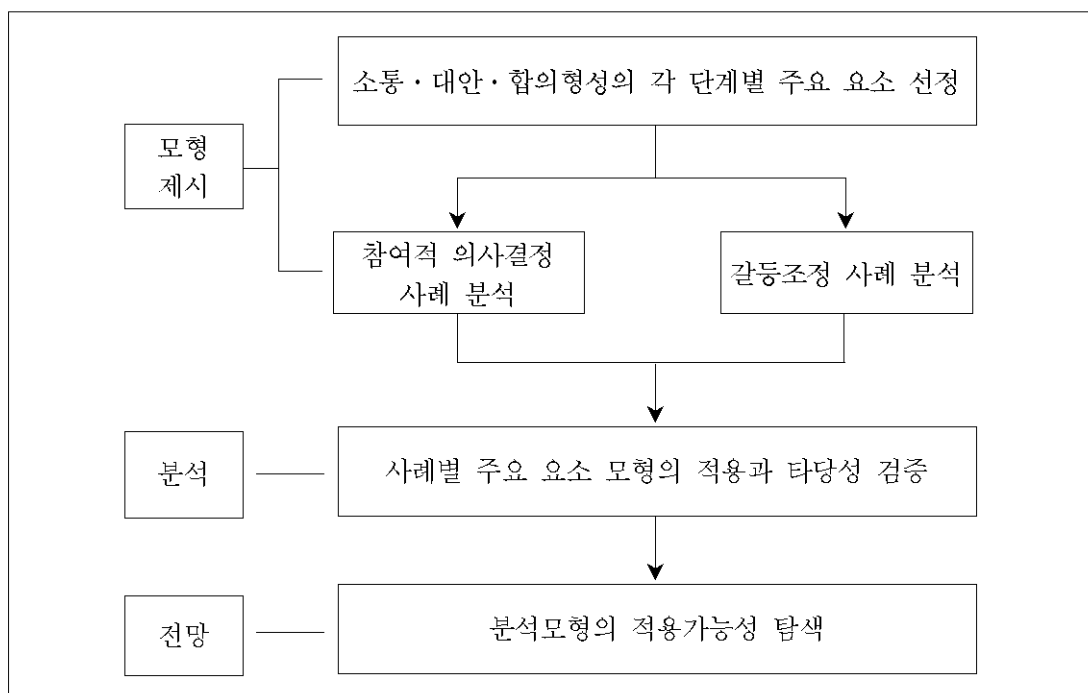 소통·대안·합의형성의 각 단계별 주요 요소 선정
모형
제시
참여적 의사결정
사례 분석
갈등조정 사례 분석
분석
사례별 주요 요소 모형의 적용과 타당성 검증
전망
분석모형의 적용가능성 탐색